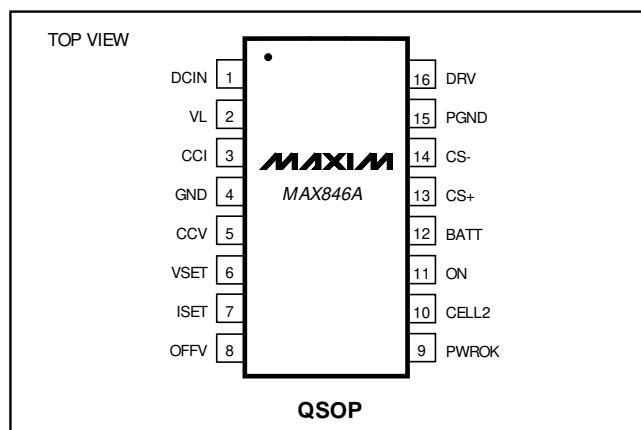 TOP VIEW
DCIN 1
VL 2
CCI 3
GND 4
CCV 5
VSET 6
ISET 7
OFFV 8
MAXIM
MAX846A
16 DRV
15 PGND
14 CS-
13 CS+
12 BATT
11 ON
10 CELL2
9 PWROK
QSOP